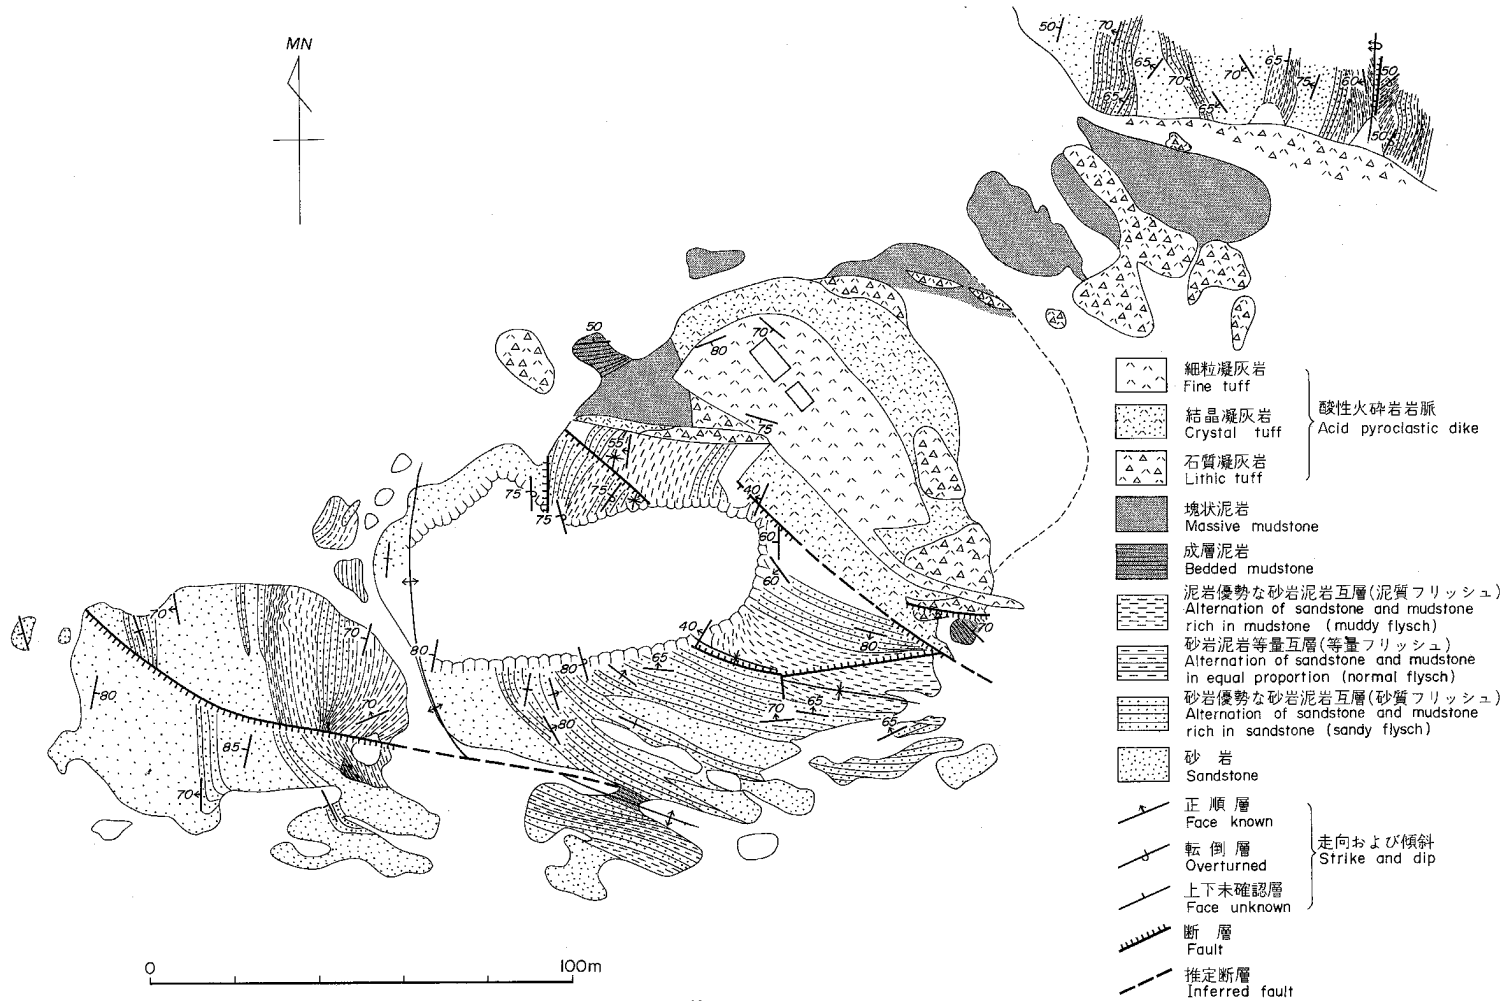 MN
50
70
65
65
70
70
65
65
75
60
50
50
50
70
80
75
55
75
75
75
40
60
60
80
70
40
80
65
80
80
70
65
65
70
70
80
70
85
70
細粒凝灰岩
Fine tuff
結晶凝灰岩
Crystal tuff
石質凝灰岩
Lithic tuff
酸性火砕岩岩脈
Acid pyroclastic dike
塊状泥岩
Massive mudstone
成層泥岩
Bedded mudstone
泥岩優勢な砂岩泥岩互層(泥質フリッシュ)
Alternation of sandstone and mudstone
rich in mudstone (muddy flysch)
砂岩泥岩等量互層(等量フリッシュ)
Alternation of sandstone and mudstone
in equal proportion (normal flysch)
砂岩優勢な砂岩泥岩互層(砂質フリッシュ)
Alternation of sandstone and mudstone
rich in sandstone (sandy flysch)
砂 岩
Sandstone
正 順 層
Face known
転 倒 層
Overturned
上下未確認層
Face unknown
走向および傾斜
Strike and dip
断 層
Fault
推定断層
Inferred fault
0 100m